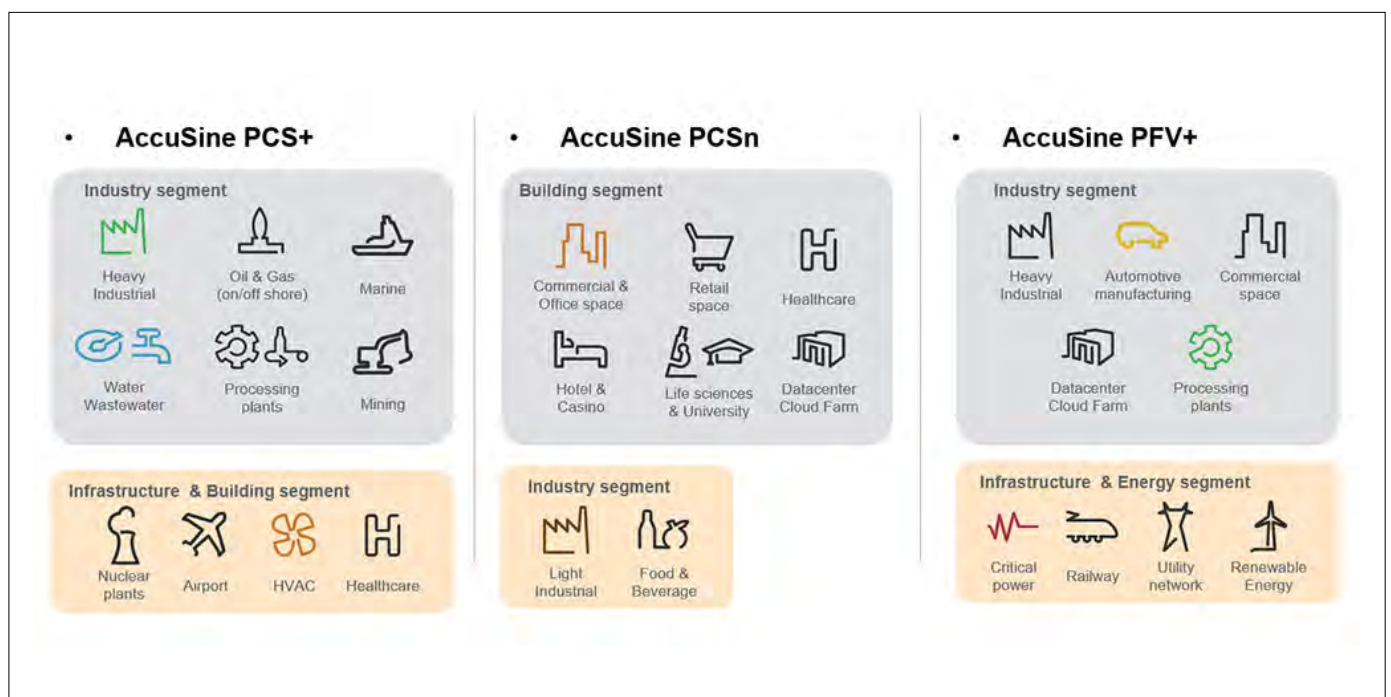 • AccuSine PCS+
Industry segment
Heavy
Industrial
Oil & Gas
(on/off shore)
Marine
Water
Wastewater
Processing
plants
Mining
Infrastructure & Building segment
Nuclear
plants
Airport
HVAC
Healthcare
• AccuSine PCSn
Building segment
Commercial &
Office space
Retail
space
Healthcare
Hotel &
Casino
Life sciences
& University
Datacenter
Cloud Farm
Industry segment
Light
Industrial
Food &
Beverage
• AccuSine PFV+
Industry segment
Heavy
Industrial
Automotive
manufacturing
Commercial
space
Datacenter
Cloud Farm
Processing
plants
Infrastructure & Energy segment
Critical
power
Railway
Utility
network
Renewable
Energy